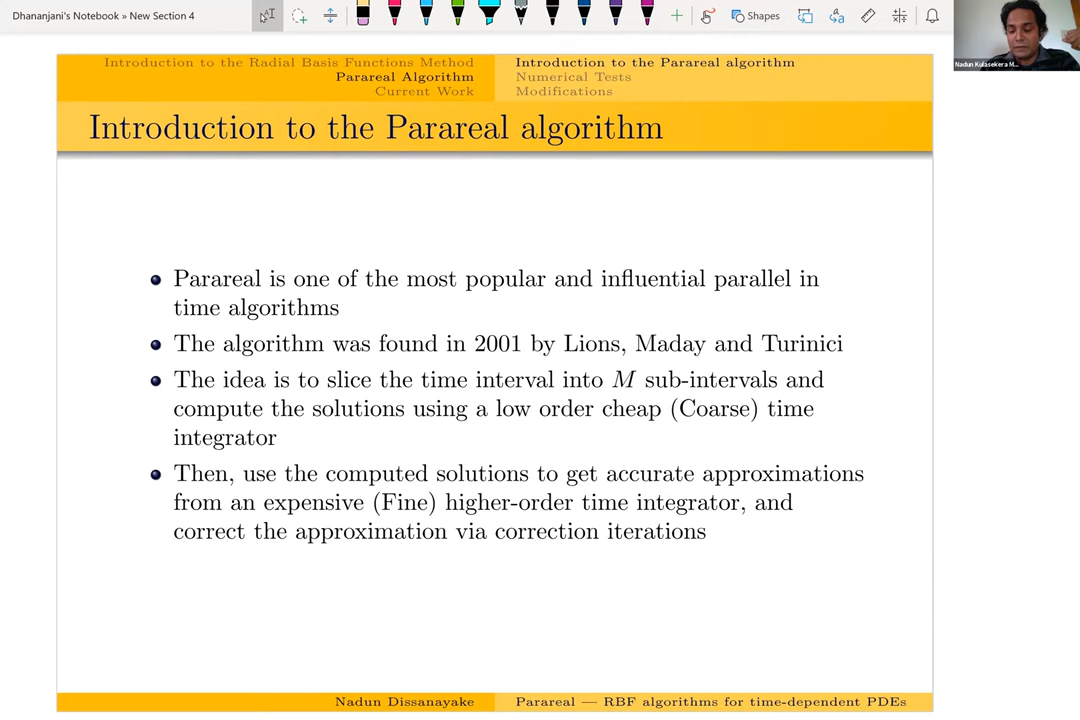 Dhananjani's Notebook » New Section 4
Shapes
Nadun Kulasekera M...
Introduction to the Radial Basis Functions Method
Parareal Algorithm
Current Work
Introduction to the Parareal algorithm
Numerical Tests
Modifications
Introduction to the Parareal algorithm
Parareal is one of the most popular and influential parallel in
time algorithms
The algorithm was found in 2001 by Lions, Maday and Turinici
The idea is to slice the time interval into M sub-intervals and
compute the solutions using a low order cheap (Coarse) time
integrator
Then, use the computed solutions to get accurate approximations
from an expensive (Fine) higher-order time integrator, and
correct the approximation via correction iterations
Nadun Dissanayake
Parareal — RBF algorithms for time-dependent PDEs